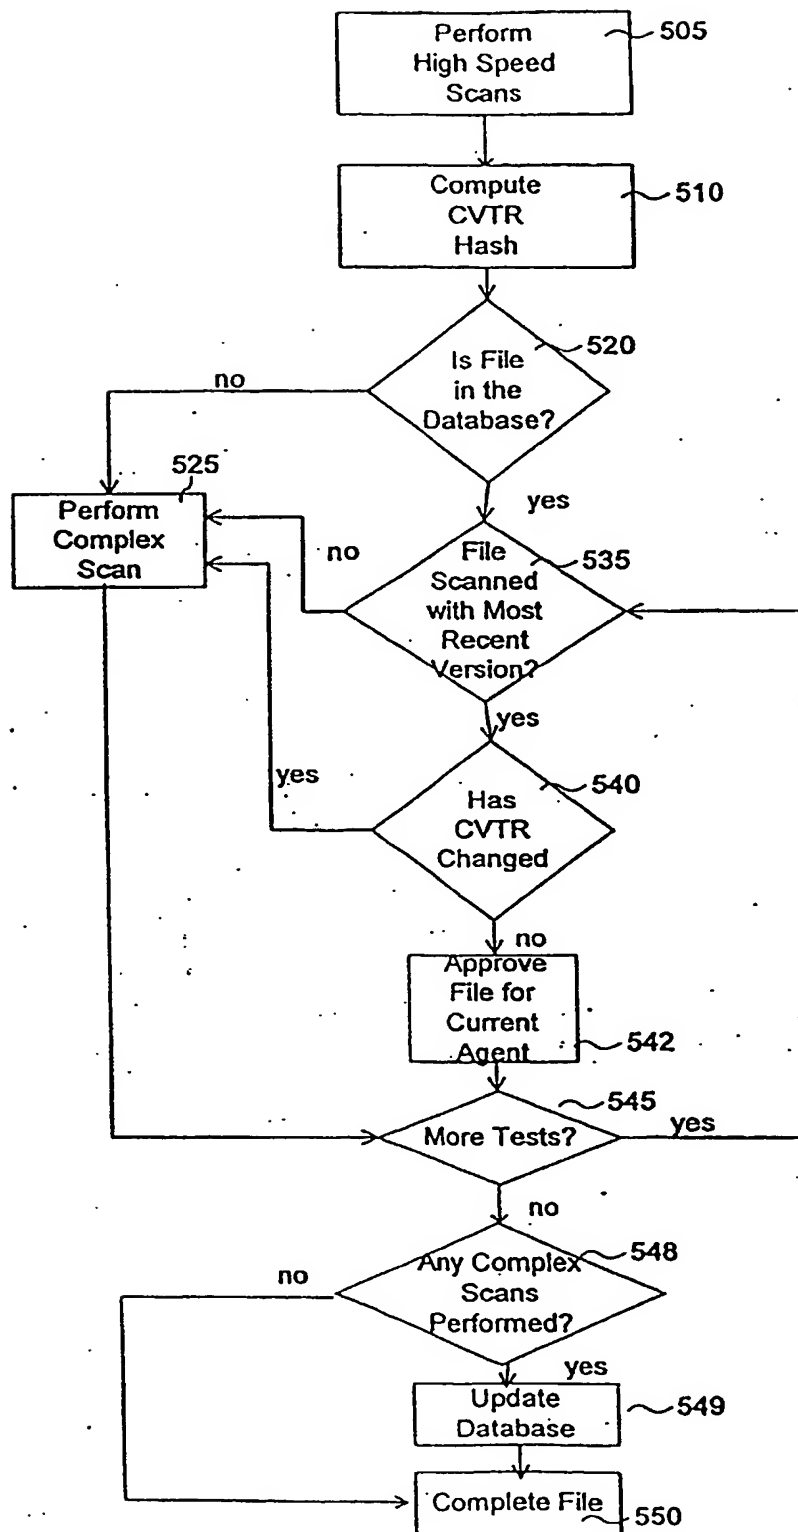 Perform
High Speed
Scans
505
Compute
CVTR
Hash
510
Is File
in the
Database?
520
no
yes
525
Perform
Complex
Scan
File
Scanned
with Most
Recent
Version?
535
no
yes
Has
CVTR
Changed
540
yes
no
Approve
File for
Current
Agent
542
More Tests?
545
yes
no
Any Complex
Scans
Performed?
548
no
yes
Update
Database
549
Complete File
550